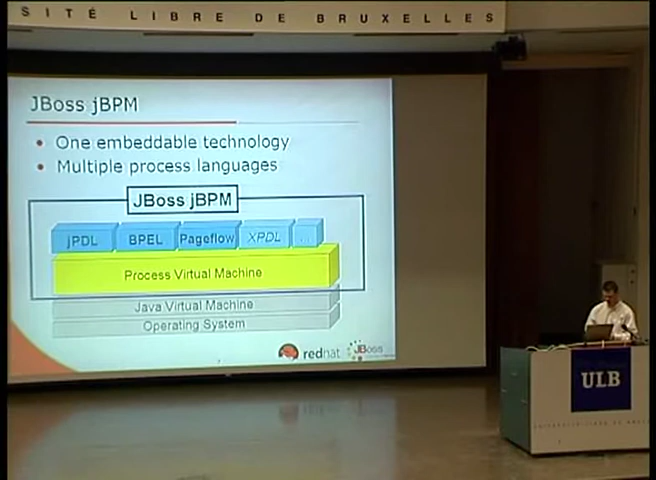 SITÉ LIBRE DE BRUXELLES
JBoss jBPM
• One embeddable technology
• Multiple process languages
JBoss jBPM
jPDL BPEL Pageflow XPDL ...
Process Virtual Machine
Java Virtual Machine
Operating System
redhat JBoss
ULB